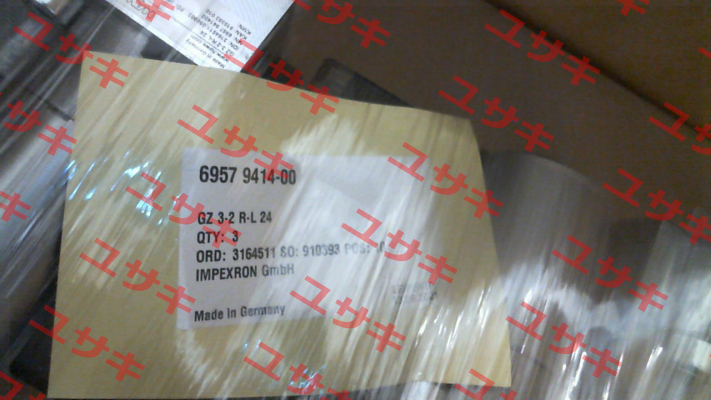 6957 9414-00
GZ 3-2 R-L 24
QTY: 3
ORD: 3164511 SO: 910393 POS:
IMPEXRON GmbH
Made in Germany
ユサキ